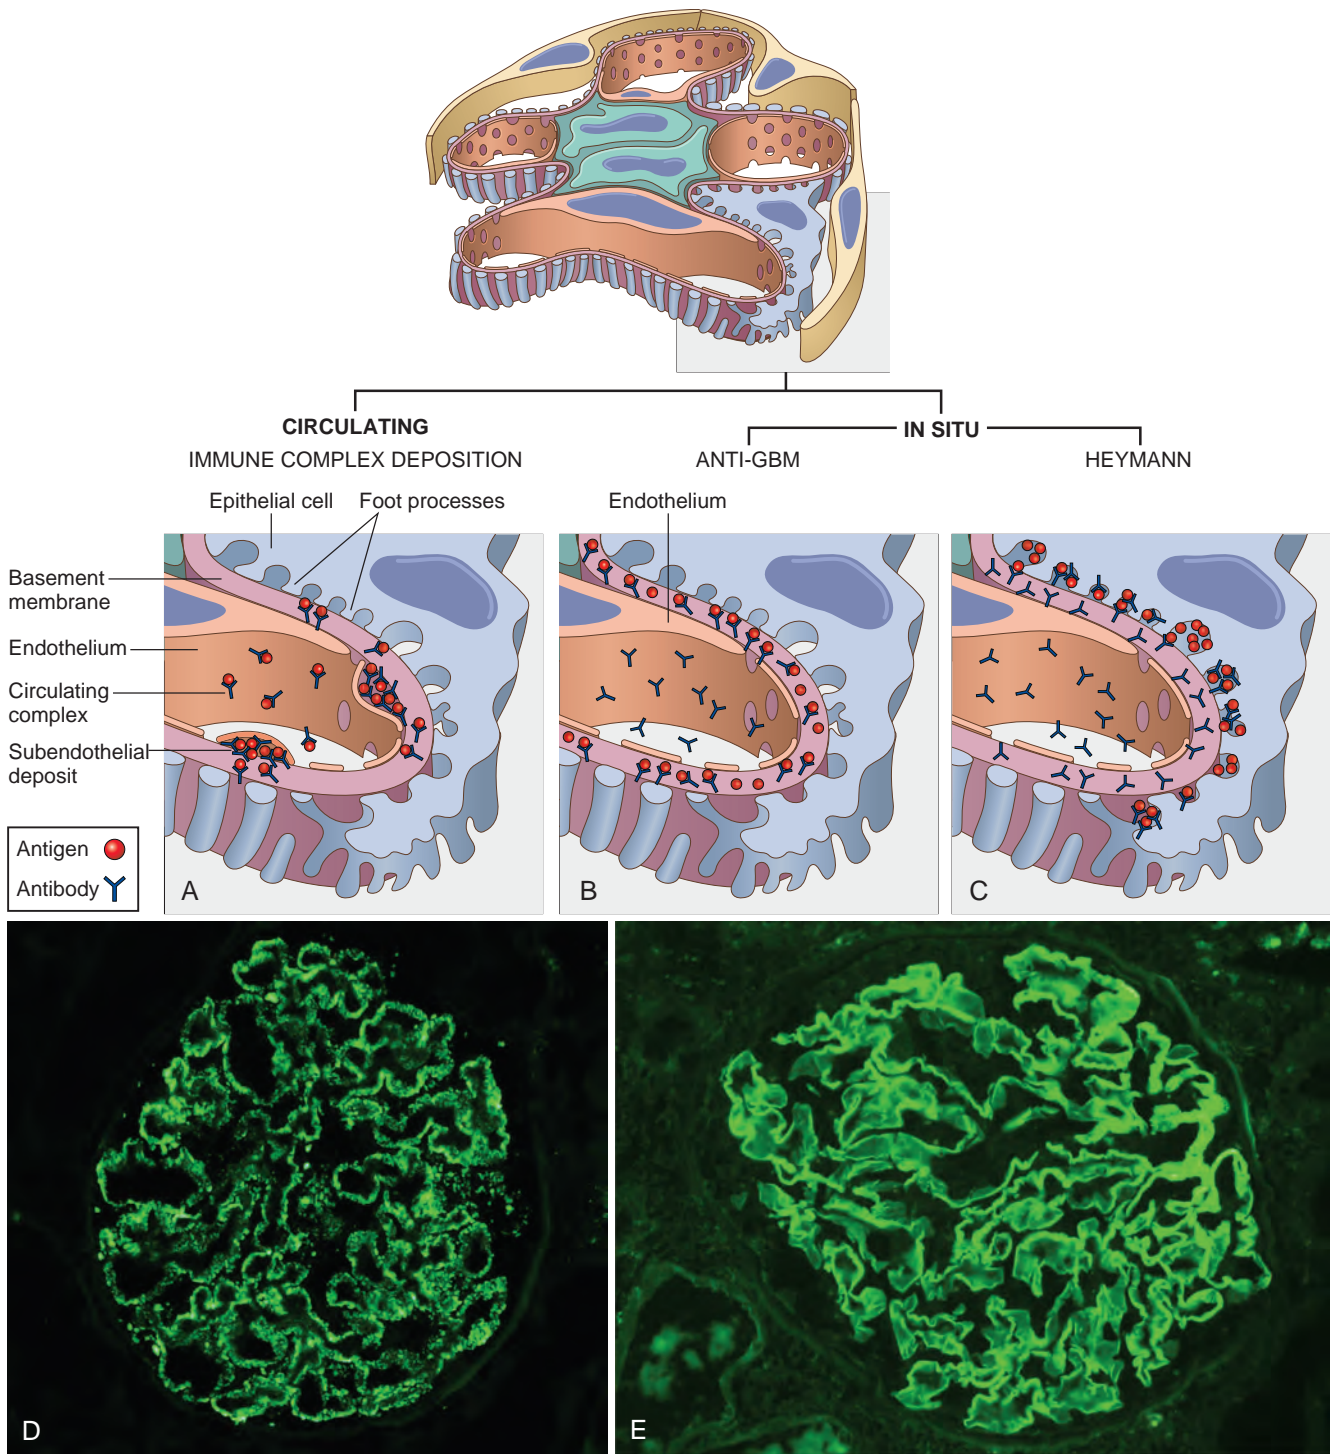 CIRCULATING
IMMUNE COMPLEX DEPOSITION
IN SITU
ANTI-GBM
HEYMANN
Epithelial cell
Foot processes
Endothelium
Basement
membrane
Endothelium
Circulating
complex
Subendothelial
deposit
Antigen
Antibody
A
B
C
D
E